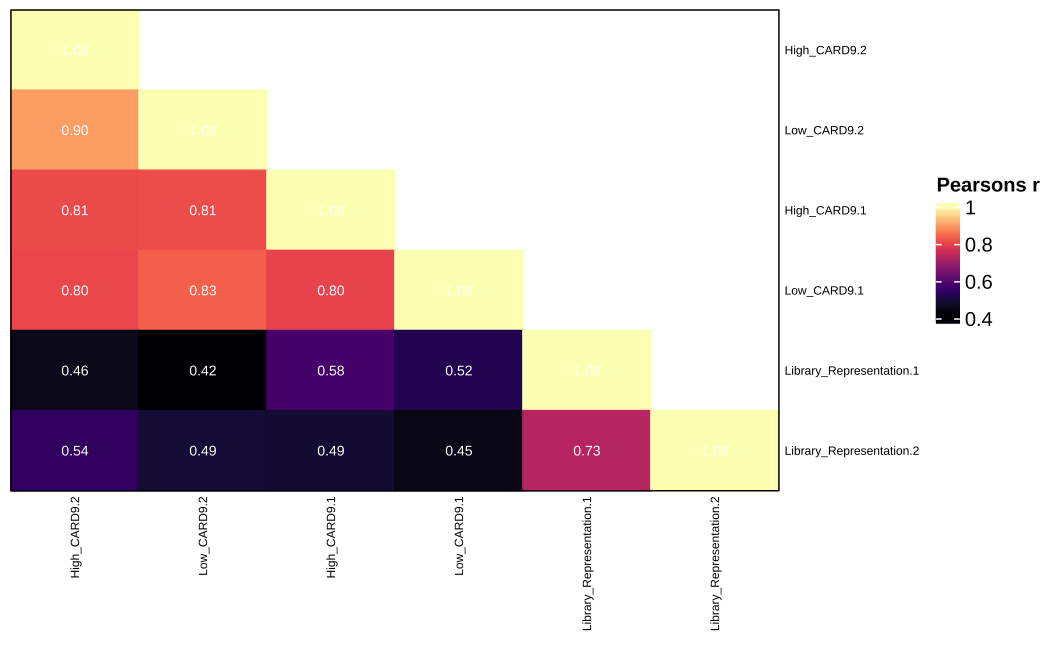 1.00 High_CARD9.2
0.90 1.00 Low_CARD9.2
0.81 0.81 1.00 High_CARD9.1
0.80 0.83 0.80 1.00 Low_CARD9.1
0.46 0.42 0.58 0.52 1.00 Library_Representation.1
0.54 0.49 0.49 0.45 0.73 1.00 Library_Representation.2
High_CARD9.2
Low_CARD9.2
High_CARD9.1
Low_CARD9.1
Library_Representation.1
Library_Representation.2
Pearsons r
1
0.8
0.6
0.4